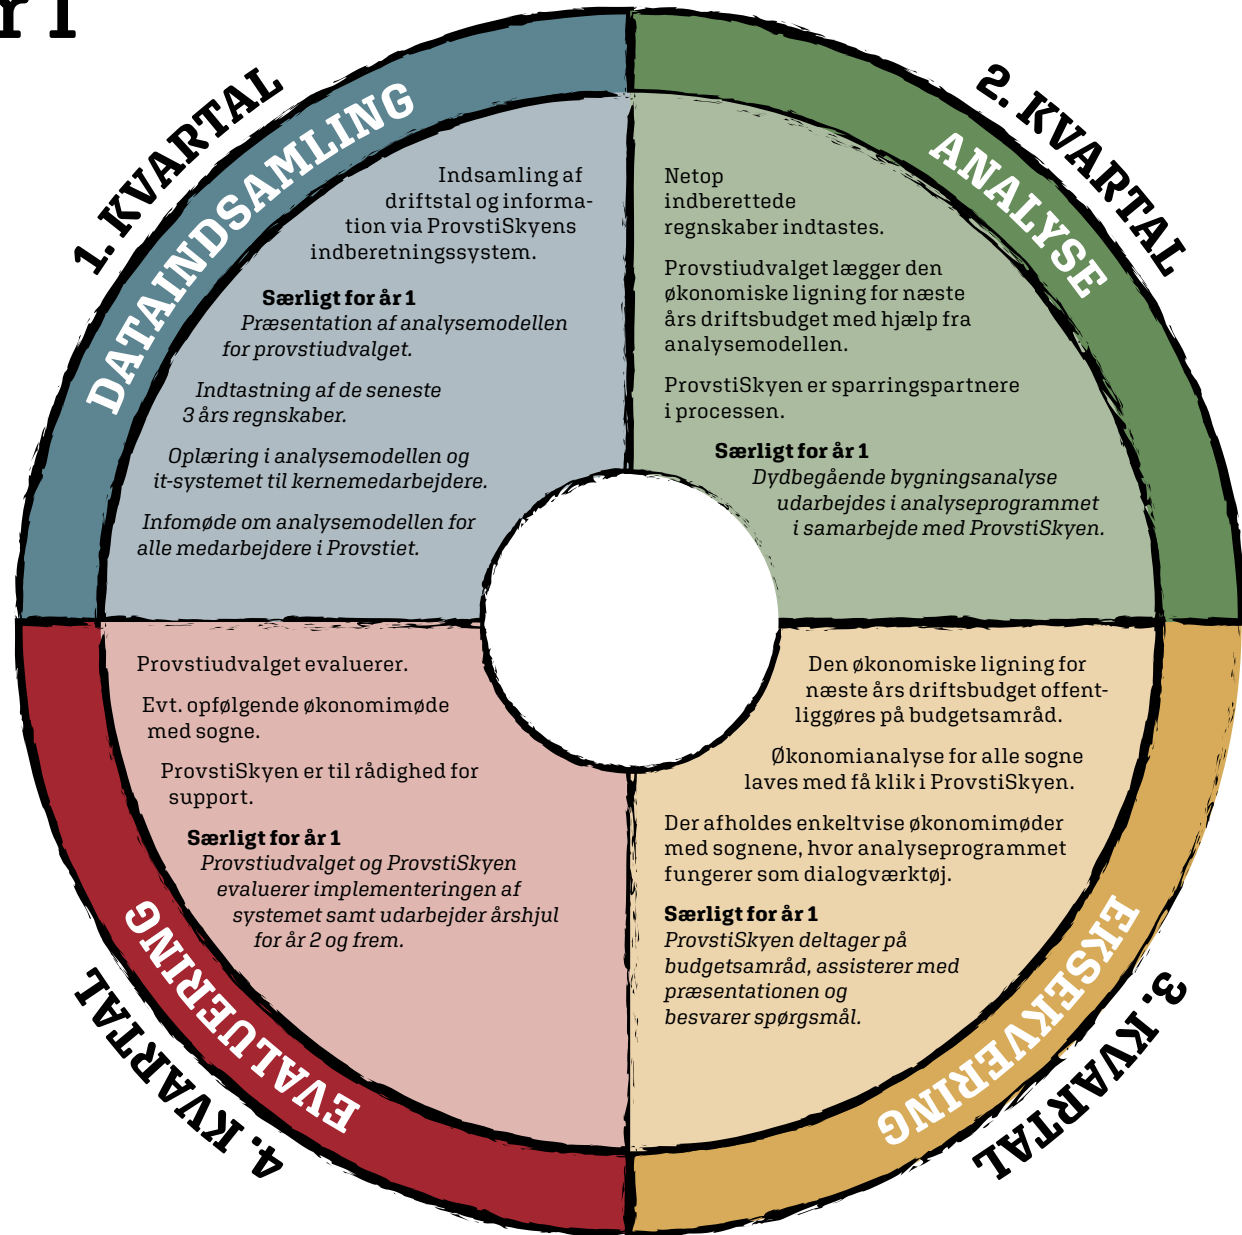 r 1
1. KVARTAL
DATAINDSAMLING
Indsamling af
driftstal og informa-
tion via ProvstiSkyens
indberetningssystem.
Særligt for år 1
Præsentation af analysemodellen
for provstiudvalget.
Indtastning af de seneste
3 års regnskaber.
Oplæring i analysemodellen og
it-systemet til kernemedarbejdere.
Infomøde om analysemodellen for
alle medarbejdere i Provstiet.
2. KVARTAL
ANALYSE
Netop
indberettede
regnskaber indtastes.
Provstiudvalget lægger den
økonomiske ligning for næste
års driftsbudget med hjælp fra
analysemodellen.
ProvstiSkyen er sparringspartnere
i processen.
Særligt for år 1
Dydbegående bygningsanalyse
udarbejdes i analyseprogrammet
i samarbejde med ProvstiSkyen.
3. KVARTAL
EKSEKVERING
Den økonomiske ligning for
næste års driftsbudget offent-
liggøres på budgetsamråd.
Økonomianalyse for alle sogne
laves med få klik i ProvstiSkyen.
Der afholdes enkeltvise økonomimøder
med sognene, hvor analyseprogrammet
fungerer som dialogværktøj.
Særligt for år 1
ProvstiSkyen deltager på
budgetsamråd, assisterer med
præsentationen og
besvarer spørgsmål.
4. KVARTAL
EVALUERING
Provstiudvalget evaluerer.
Evt. opfølgende økonomimøde
med sogne.
ProvstiSkyen er til rådighed for
support.
Særligt for år 1
Provstiudvalget og ProvstiSkyen
evaluerer implementeringen af
systemet samt udarbejder årshjul
for år 2 og frem.